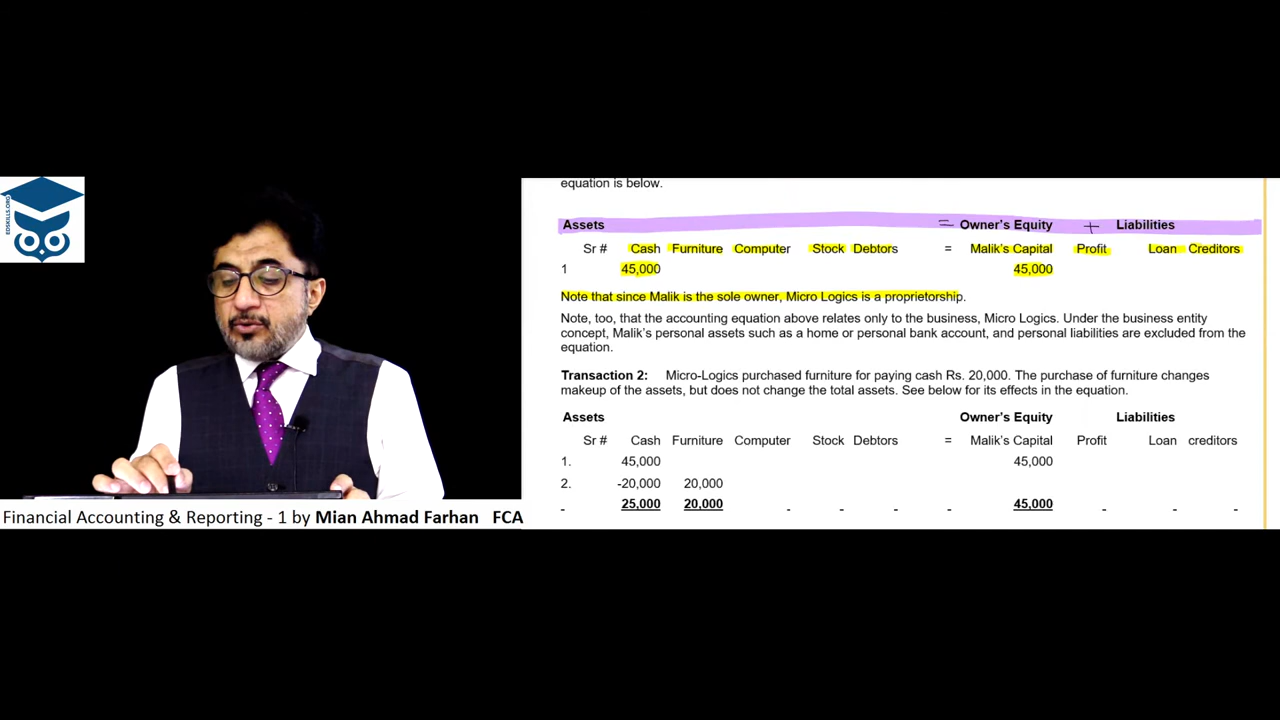 EDSKILLS.ORG
equation is below.
Assets = Owner's Equity + Liabilities
Sr # Cash Furniture Computer Stock Debtors = Malik's Capital Profit Loan Creditors
1 45,000 45,000
Note that since Malik is the sole owner, Micro Logics is a proprietorship.
Note, too, that the accounting equation above relates only to the business, Micro Logics. Under the business entity
concept, Malik's personal assets such as a home or personal bank account, and personal liabilities are excluded from the
equation.
Transaction 2: Micro-Logics purchased furniture for paying cash Rs. 20,000. The purchase of furniture changes
makeup of the assets, but does not change the total assets. See below for its effects in the equation.
Assets Owner's Equity Liabilities
Sr # Cash Furniture Computer Stock Debtors = Malik's Capital Profit Loan creditors
1. 45,000 45,000
2. -20,000 20,000
- 25,000 20,000 - - - - 45,000 - - -
Financial Accounting & Reporting - 1 by Mian Ahmad Farhan FCA